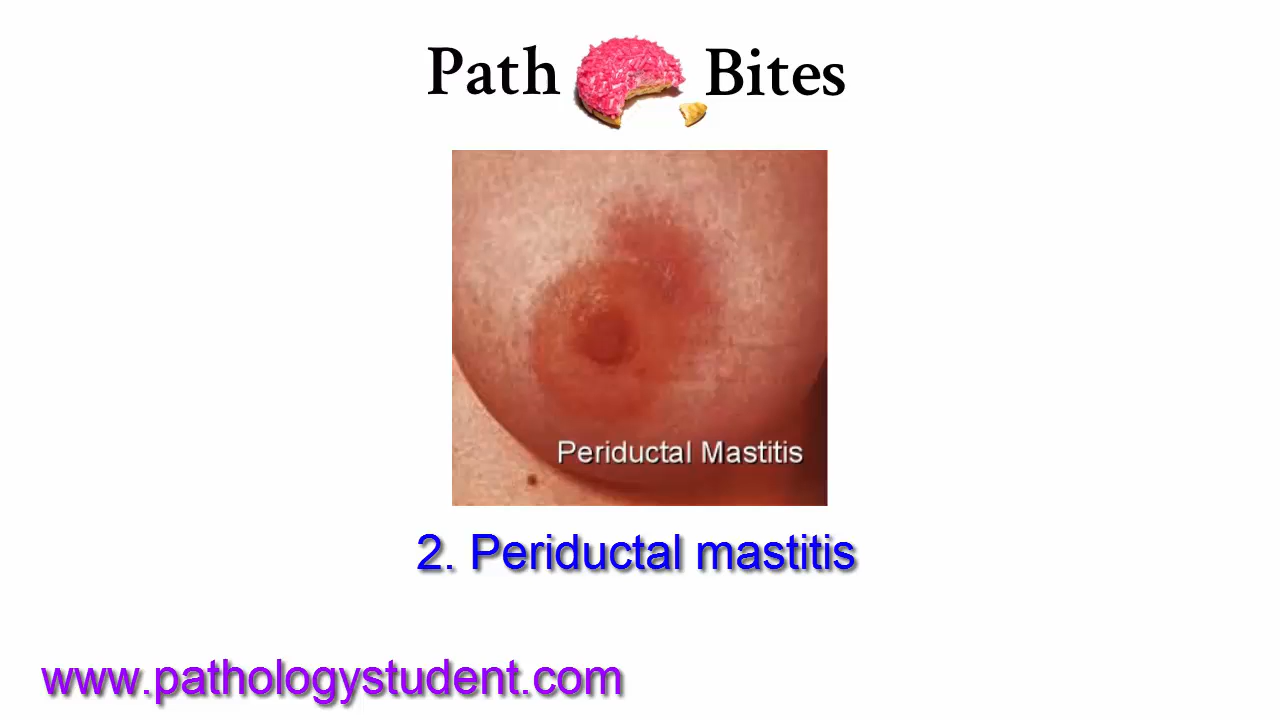 Path Bites
Periductal Mastitis
2. Periductal mastitis
www.pathologystudent.com